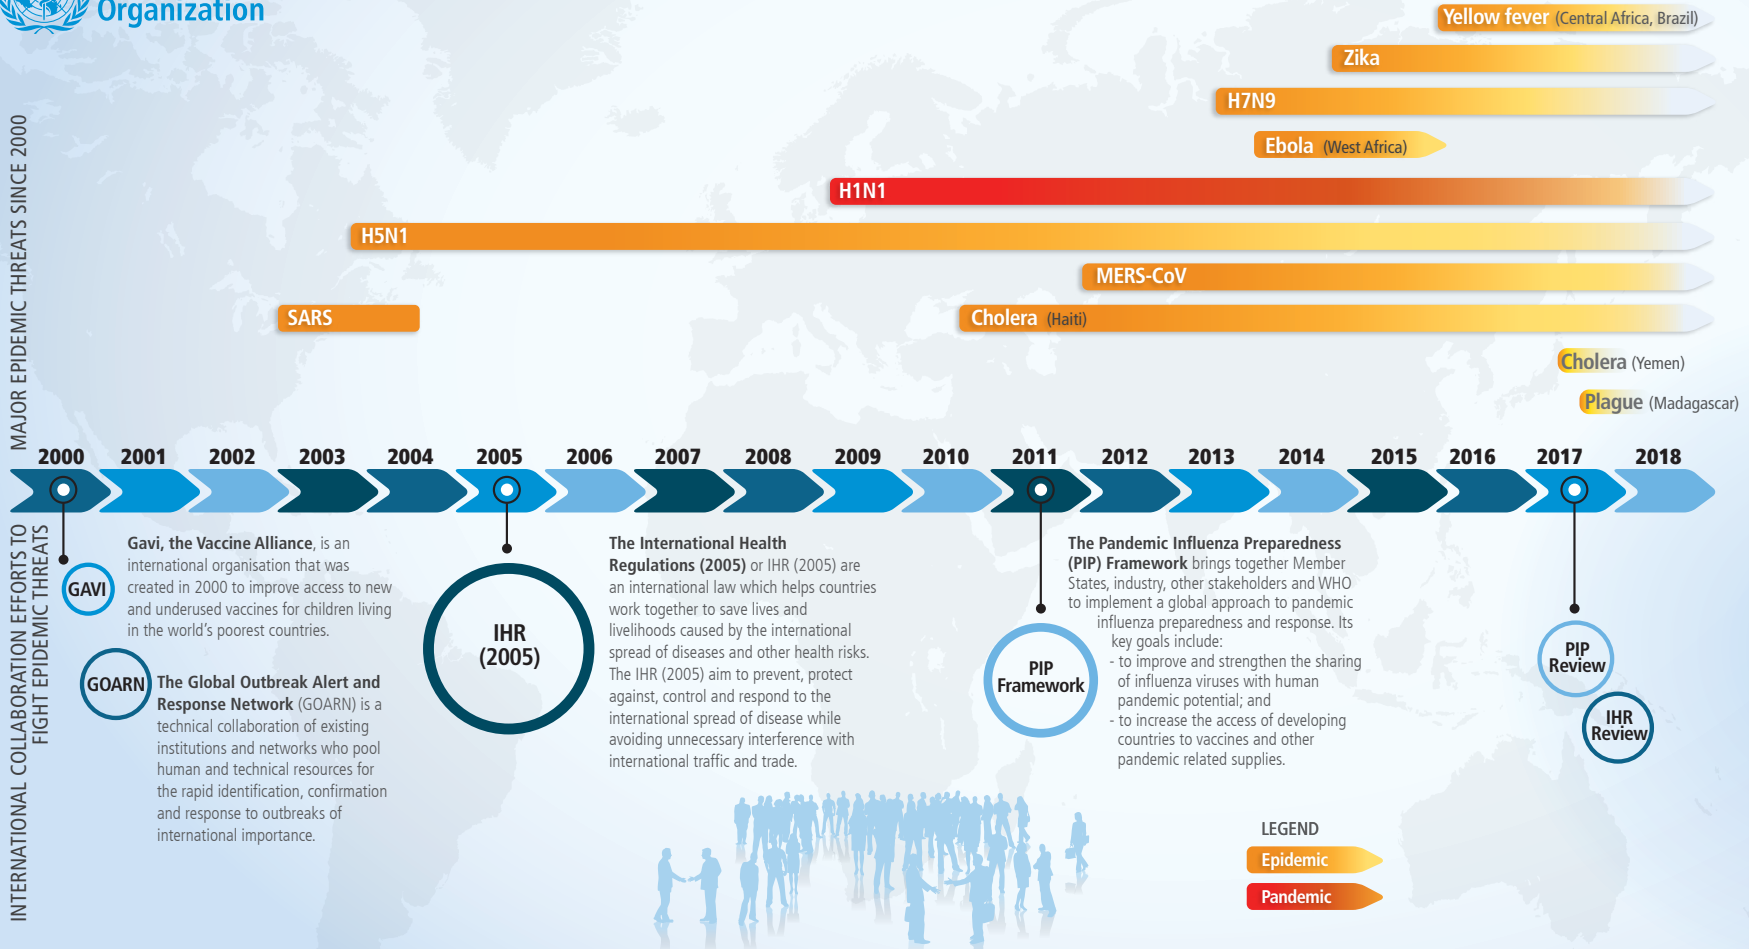 Organization
MAJOR EPIDEMIC THREATS SINCE 2000
Yellow fever (Central Africa, Brazil)
Zika
H7N9
Ebola (West Africa)
H1N1
H5N1
MERS-CoV
SARS
Cholera (Haiti)
Cholera (Yemen)
Plague (Madagascar)
2000 2001 2002 2003 2004 2005 2006 2007 2008 2009 2010 2011 2012 2013 2014 2015 2016 2017 2018
INTERNATIONAL COLLABORATION EFFORTS TO
FIGHT EPIDEMIC THREATS
GAVI
Gavi, the Vaccine Alliance, is an
international organisation that was
created in 2000 to improve access to new
and underused vaccines for children living
in the world's poorest countries.
GOARN
The Global Outbreak Alert and
Response Network (GOARN) is a
technical collaboration of existing
institutions and networks who pool
human and technical resources for
the rapid identification, confirmation
and response to outbreaks of
international importance.
IHR
(2005)
The International Health
Regulations (2005) or IHR (2005) are
an international law which helps countries
work together to save lives and
livelihoods caused by the international
spread of diseases and other health risks.
The IHR (2005) aim to prevent, protect
against, control and respond to the
international spread of disease while
avoiding unnecessary interference with
international traffic and trade.
PIP
Framework
The Pandemic Influenza Preparedness
(PIP) Framework brings together Member
States, industry, other stakeholders and WHO
to implement a global approach to pandemic
influenza preparedness and response. Its
key goals include:
- to improve and strengthen the sharing
of influenza viruses with human
pandemic potential; and
- to increase the access of developing
countries to vaccines and other
pandemic related supplies.
PIP
Review
IHR
Review
LEGEND
Epidemic
Pandemic